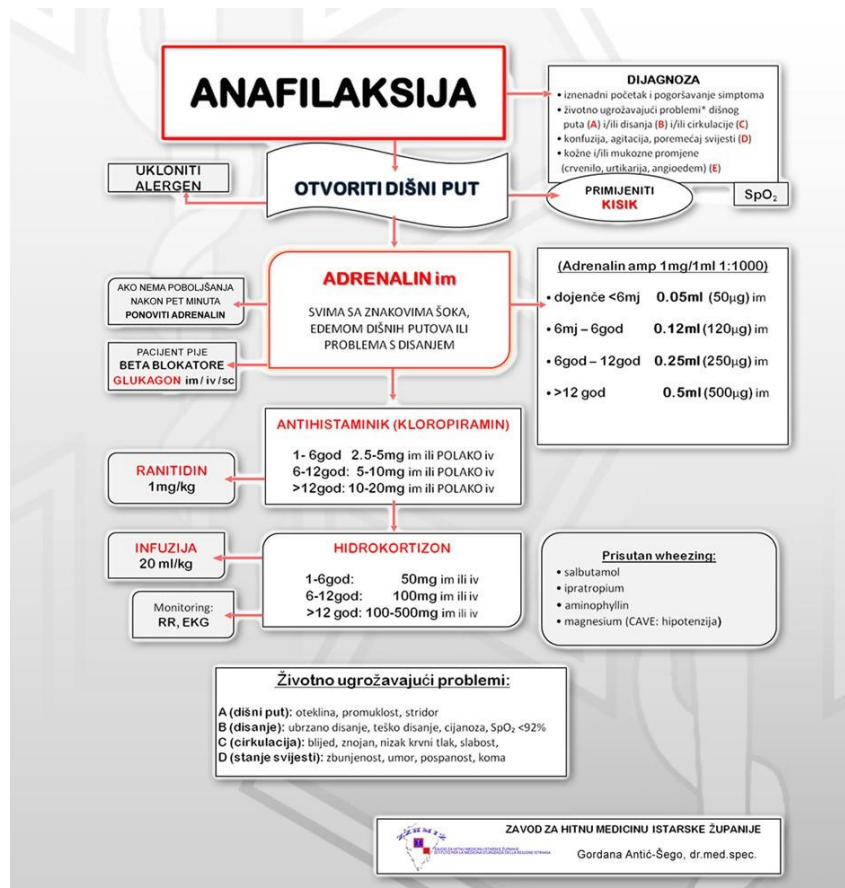 ANAFILAKSIJA
DIJAGNOZA
• iznenadni početak i pogoršavanje simptoma
• životno ugrožavajući problemi* dišnog
puta (A) i/ili disanja (B) i/ili cirkulacije (C)
• konfuzija, agitacija, poremećaj svijesti (D)
• kožne i/ili mukozne promjene
(crvenilo, urtikarija, angioedem) (E)
UKLONITI
ALERGEN
OTVORITI DIŠNI PUT
PRIMIJENITI
KISIK
SpO₂
ADRENALIN im
SVIMA SA ZNAKOVIMA ŠOKA,
EDEMOM DIŠNIH PUTOVA ILI
PROBLEMA S DISANJEM
AKO NEMA POBOLJŠANJA
NAKON PET MINUTA
PONOVITI ADRENALIN
PACIJENT PIJE
BETA BLOKATORE
GLUKAGON im/ iv /sc
(Adrenalin amp 1mg/1ml 1:1000)
• dojenče <6mj 0.05ml (50µg) im
• 6mj – 6god 0.12ml (120µg) im
• 6god – 12god 0.25ml (250µg) im
• >12 god 0.5ml (500µg) im
ANTIHISTAMINIK (KLOROPIRAMIN)
1- 6god 2.5-5mg im ili POLAKO iv
6-12god: 5-10mg im ili POLAKO iv
>12god: 10-20mg im ili POLAKO iv
RANITIDIN
1mg/kg
INFUZIJA
20 ml/kg
HIDROKORTIZON
1-6god: 50mg im ili iv
6-12god: 100mg im ili iv
>12 god: 100-500mg im ili iv
Monitoring:
RR, EKG
Prisutan wheezing:
• salbutamol
• ipratropium
• aminophyllin
• magnesium (CAVE: hipotenzija)
Životno ugrožavajući problemi:
A (dišni put): oteklina, promuklost, stridor
B (disanje): ubrzano disanje, teško disanje, cijanoza, SpO₂ <92%
C (cirkulacija): blijed, znojan, nizak krvni tlak, slabost,
D (stanje svijesti): zbunjenost, umor, pospanost, koma
ZZHMIŽ
ZAVOD ZA HITNU MEDICINU ISTARSKE ŽUPANIJE
ZAVOD ZA HITNU MEDICINU ISTARSKE ŽUPANIJE
Gordana Antić-Šego, dr.med.spec.